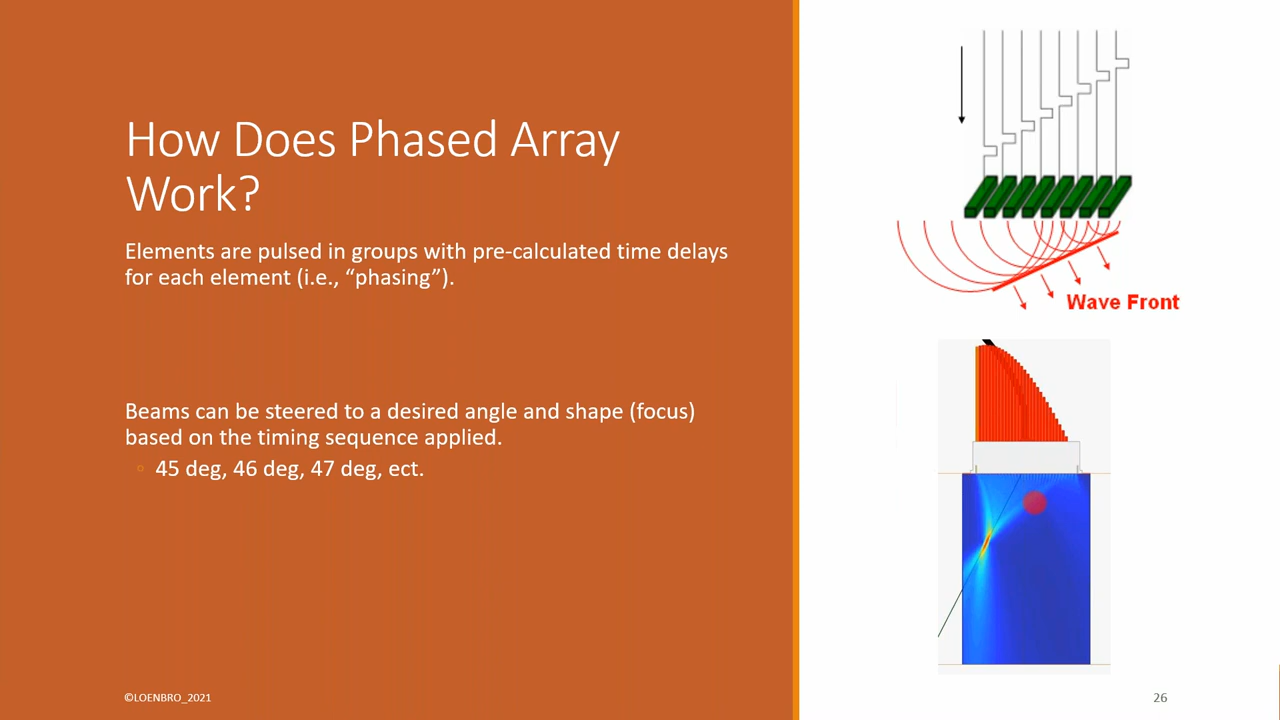 How Does Phased Array
Work?
Elements are pulsed in groups with pre-calculated time delays
for each element (i.e., “phasing”).
Beams can be steered to a desired angle and shape (focus)
based on the timing sequence applied.
45 deg, 46 deg, 47 deg, ect.
Wave Front
©LOENBRO_2021
26